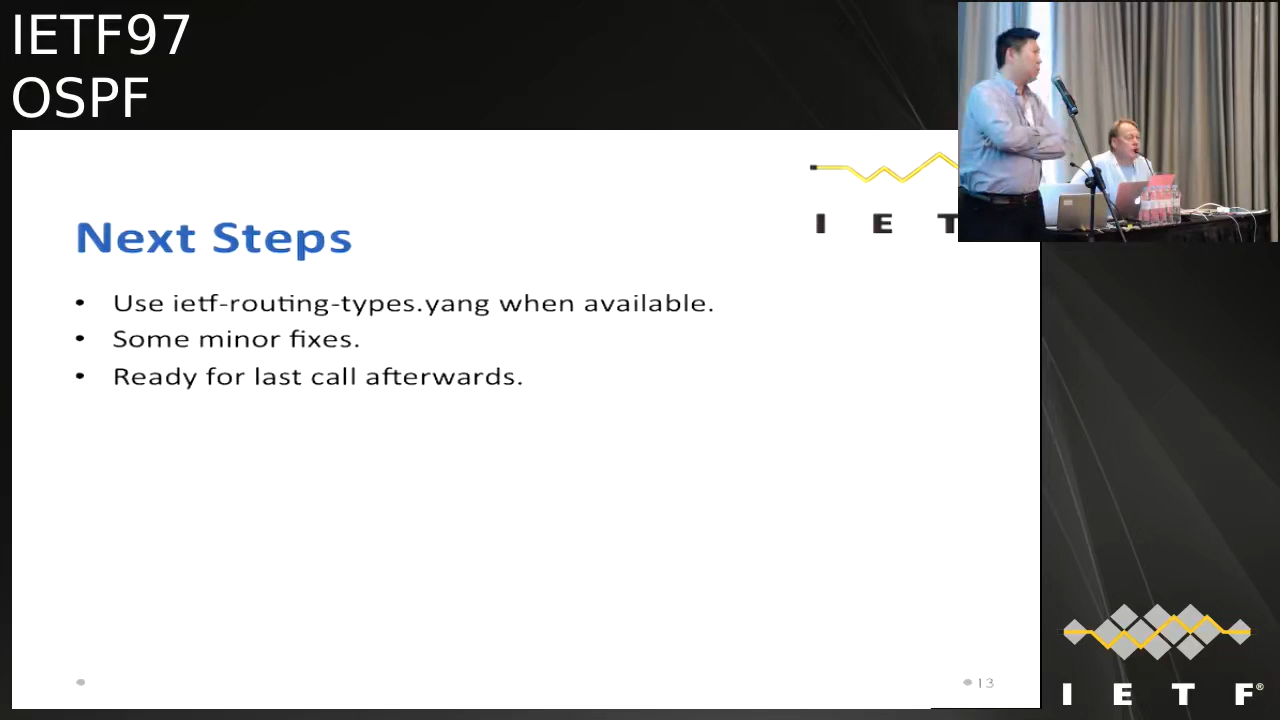 IETF97
OSPF
I E T
Next Steps
• Use ietf-routing-types.yang when available.
• Some minor fixes.
• Ready for last call afterwards.
13
I E T F®